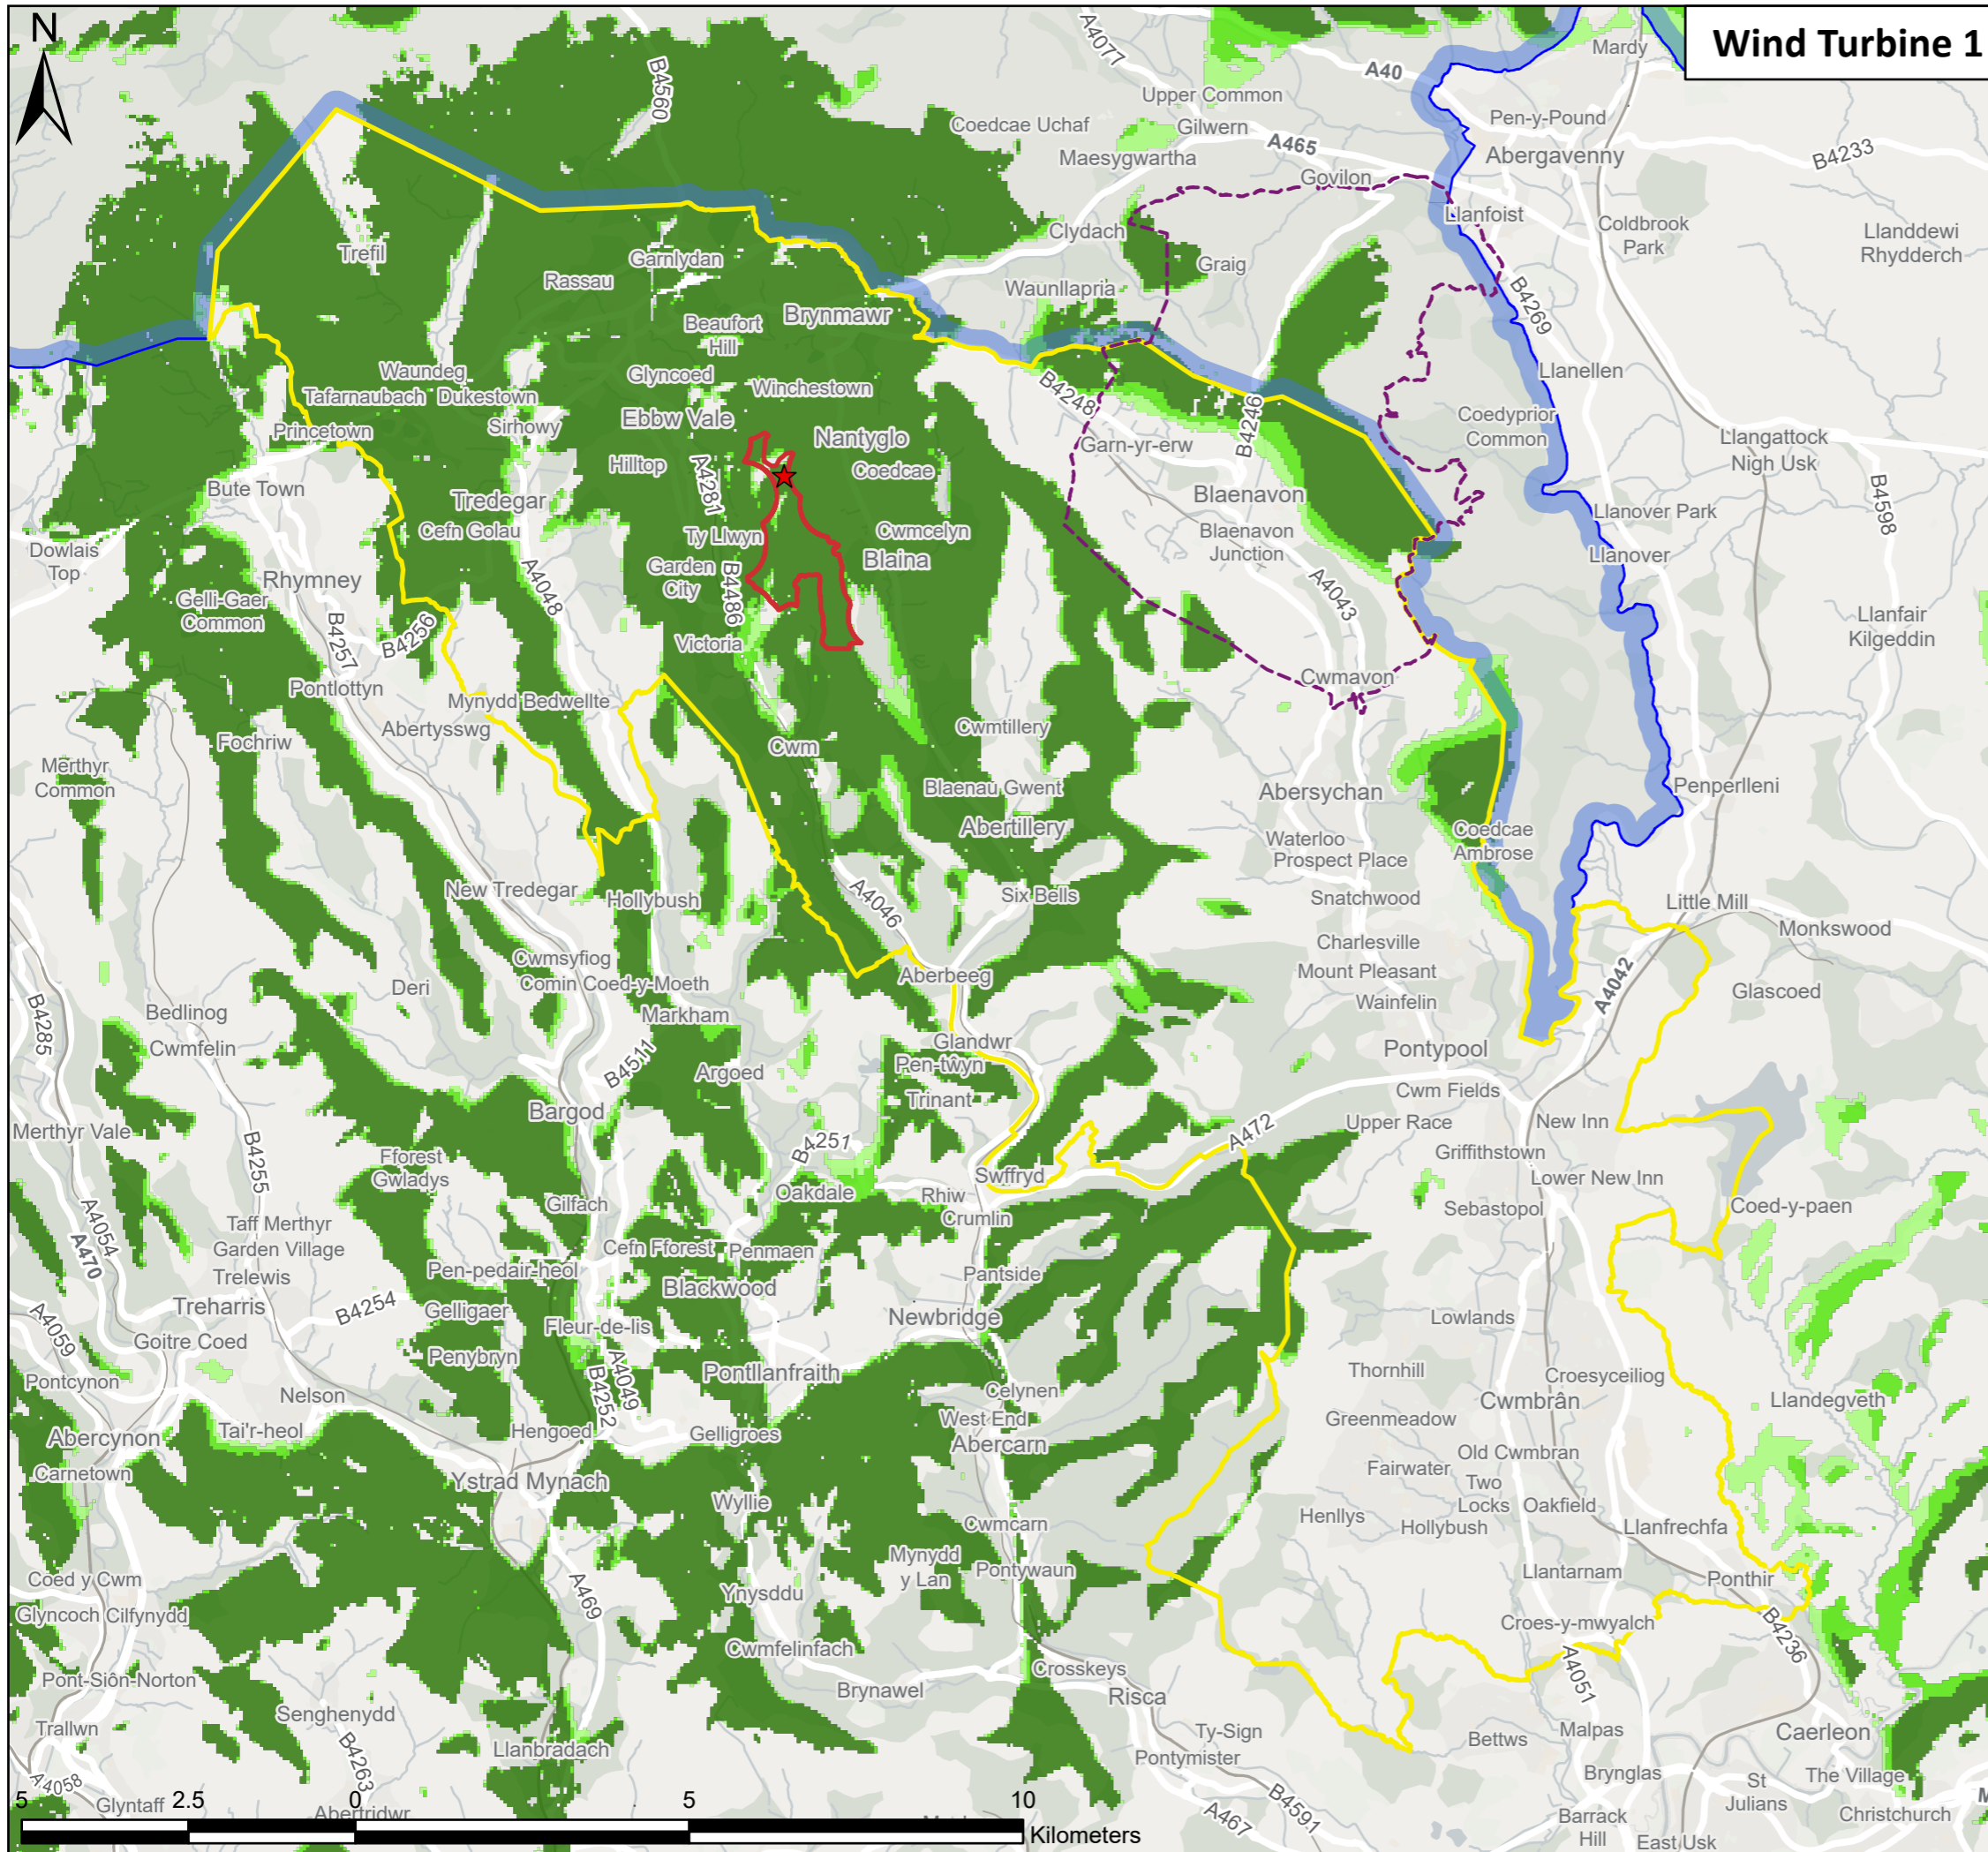 N
Wind Turbine 1
A4077
Mardy
A40
B4560
Upper Common
Pen-y-Pound
Coedcae Uchaf
Gilwern
A465
Abergavenny
B4233
Maesygwartha
Govilon
Llanfoist
Coldbrook
Park
Llanddewi
Rhydderch
Clydach
Trefil
Garnlydan
Graig
Rassau
Waunllapria
B4269
Brynmawr
Beaufort
Hill
Waundeg
Glyncoed
Winchestown
Llanellen
Tafarnaubach
Dukestown
B4248
Ebbw Vale
B4246
Coedyprior
Common
Sirhowy
Princetown
Nantyglo
Garn-yr-erw
Llangattock
Nigh Usk
Hilltop
A4281
Coedcae
Bute Town
Tredegar
Blaenavon
B4598
Llanover Park
Cefn Golau
Ty Llwyn
Cwmcelyn
Blaenavon
Junction
Dowlais
Top
Blaina
Llanover
Garden
City
B4486
Rhymney
A4048
A4043
Gelli-Gaer
Common
Llanfair
Kilgeddin
B4257
B4256
Victoria
Cwmavon
Pontlottyn
Mynydd Bedwellte
Abertysswg
Cwmtillery
Fochriw
Cwm
Merthyr
Common
Blaenau Gwent
Abersychan
Penperlleni
Abertillery
Coedcae
Ambrose
Waterloo
Prospect Place
New Tredegar
Hollybush
A4046
Six Bells
Snatchwood
Little Mill
Monkswood
Charlesville
Cwmsyfiog
Aberbeeg
Mount Pleasant
Deri
Comin Coed-y-Moeth
A4042
Glascoed
Wainfelin
B4285
Bedlinog
Markham
Cwmfelin
Glandwr
Pontypool
Pen-twyn
B4511
Argoed
Cwm Fields
Trinant
Bargod
Merthyr Vale
B4251
A472
Upper Race
New Inn
B4255
Fforest
Gwladys
Griffithstown
Swffryd
Lower New Inn
Oakdale
Rhiw
Gilfach
Crumlin
Sebastopol
Coed-y-paen
A4054
A470
Taff Merthyr
Garden Village
Cefn Fforest
Penmaen
Trelewis
Pen-pedair-heol
Pantside
Blackwood
Treharris
B4254
Gelligaer
Newbridge
Lowlands
A4059
Goitre Coed
Fleur-de-lis
Penybryn
A4049
B4252
Pontllanfraith
Thornhill
Croesyceiliog
Pontcynon
Nelson
Celynen
Cwmbrân
Llandegveth
Tai'r-heol
Hengoed
Gelligroes
West End
Greenmeadow
Abercynon
Abercarn
Old Cwmbran
Carnetown
Ystrad Mynach
Fairwater
Two
Locks
Oakfield
Wyllie
Henllys
Hollybush
Llanfrechfa
Cwmcarn
Mynydd
y Lan
Pontywaun
Llantarnam
Ponthir
Coed y Cwm
A469
Ynysddu
Glyncoch
Cilfynydd
Croes-y-mwyalch
B4236
Cwmfelinfach
A4051
Pont-Siôn-Norton
Crosskeys
Brynawel
Risca
Senghenydd
Trallwn
Ty-Sign
Malpas
Caerleon
Bettws
Llanbradach
B4263
Pontymister
A4058
Brynglas
St
Julians
The Village
Glyntaff
Abertridwr
B4591
A467
Barrack
Hill
East Usk
Christchurch
5 2.5 0 5 10
Kilometers